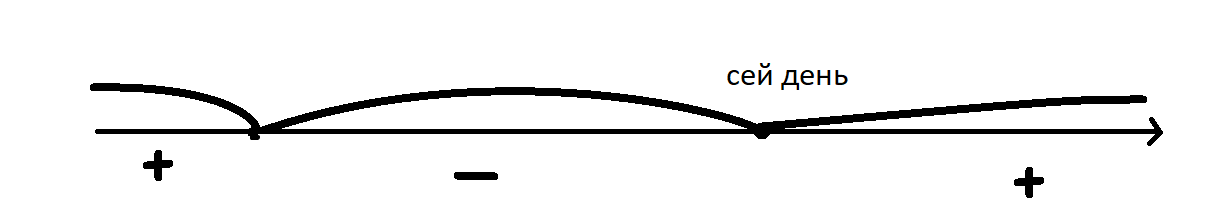 сей день
+ − +